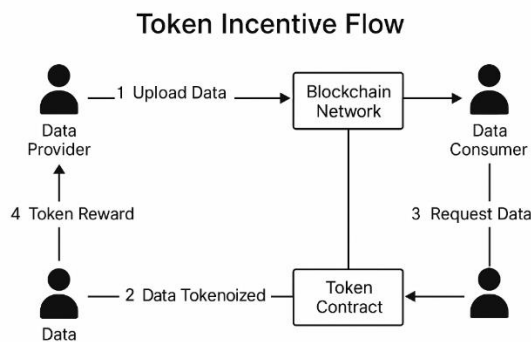 Token Incentive Flow
1 Upload Data
Blockchain
Network
Data
Provider
Data
Consumer
4 Token Reward
3 Request Data
2 Data Tokenoized
Token
Contract
Data